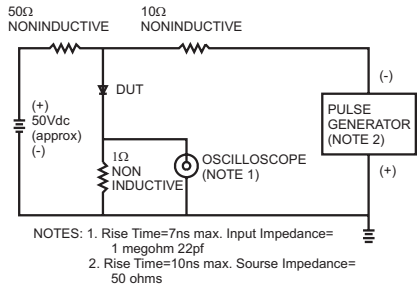 50Ω
NONINDUCTIVE
10Ω
NONINDUCTIVE
(+)
50Vdc
(approx)
(-)
DUT
1Ω
NON
INDUCTIVE
OSCILLOSCOPE
(NOTE 1)
(-)
PULSE
GENERATOR
(NOTE 2)
(+)
NOTES: 1. Rise Time=7ns max. Input Impedance=
1 megohm 22pf
2. Rise Time=10ns max. Sourse Impedance=
50 ohms